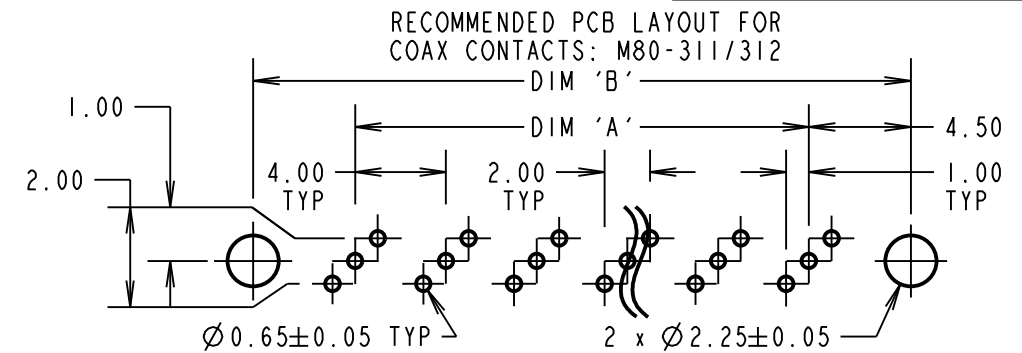 RECOMMENDED PCB LAYOUT FOR
COAX CONTACTS: M80-311/312
DIM 'B'
1.00
DIM 'A'
4.50
4.00
TYP
2.00
TYP
1.00
TYP
2.00
Ø0.65±0.05 TYP
2 x Ø2.25±0.05